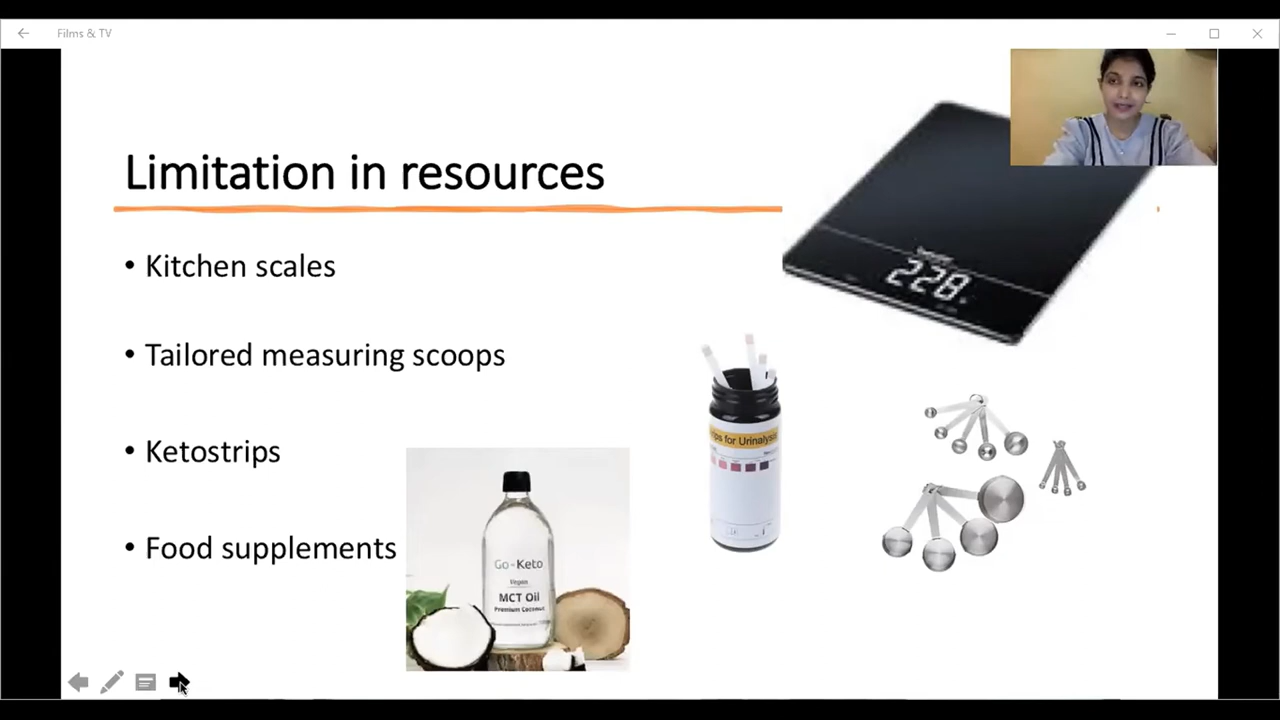 Films & TV
Limitation in resources
• Kitchen scales
228
• Tailored measuring scoops
• Ketostrips
ips for Urinalysis
• Food supplements
Go-Keto
Vegan
MCT Oil
Premium Coconut